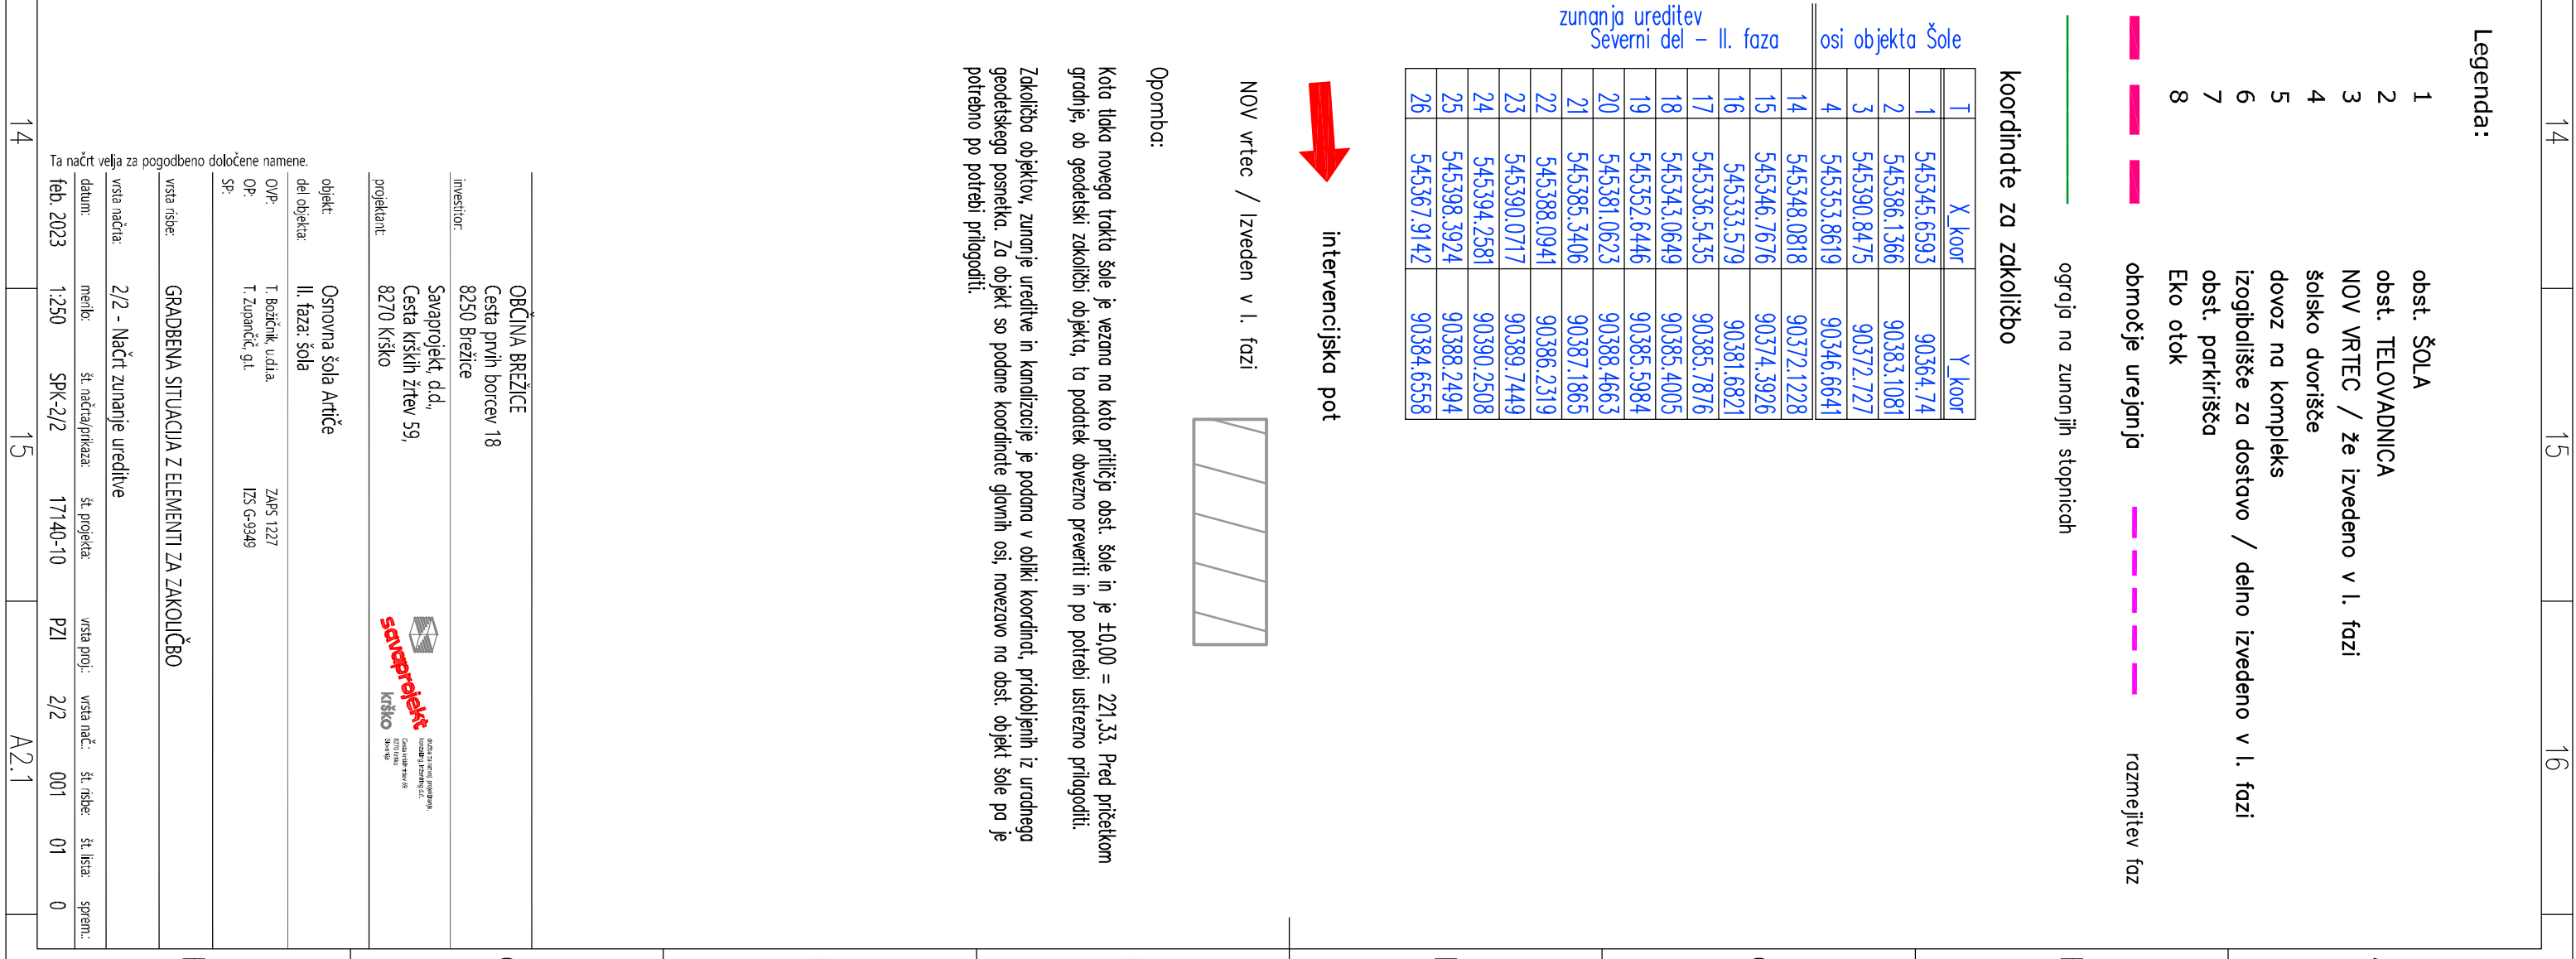 Legenda:
1 obst. ŠOLA
2 obst. TELOVADNICA
3 NOV VRTEC / že izvedeno v I. fazi
4 šolsko dvorišče
5 dovoz na kompleks
6 izogibališče za dostavo / delno izvedeno v I. fazi
7 obst. parkirišča
8 Eko otok
območje urejanja
razmejitev faz
ograja na zunanjih stopnicah
koordinate za zakoličbo
osi objekta Šole
zunanja ureditev
Severni del – II. faza
T X_koor Y_koor
1 545345.6593 90364.74
2 545386.1366 90383.1081
3 545390.8475 90372.727
4 545353.8619 90346.6641
14 545348.0818 90372.1228
15 545346.7676 90374.3926
16 545333.579 90381.6821
17 545336.5435 90385.7876
18 545343.0649 90385.4005
19 545352.6446 90385.5984
20 545381.0623 90388.4663
21 545385.3406 90387.1865
22 545388.0941 90386.2319
23 545390.0717 90389.7449
24 545394.2581 90390.2508
25 545398.3924 90388.2494
26 545367.9142 90384.6558
intervencijska pot
NOV vrtec / Izveden v I. fazi
Opomba:
Kota tlaka novega trakta šole je vezana na koto pritličja obst. šole in je ±0,00 = 221,33. Pred pričetkom
gradnje, ob geodetski zakoličbi objekta, ta podatek obvezno preveriti in po potrebi ustrezno prilagoditi.
Zakoličba objektov, zunanje ureditve in kanalizacije je podana v obliki koordinat, pridobljenih iz uradnega
geodetskega posnetka. Za objekt so podane koordinate glavnih osi, navezavo na obst. objekt šole pa je
potrebno po potrebi prilagoditi.
OBČINA BREŽICE
Cesta prvih borcev 18
investitor: 8250 Brežice
Savaprojekt, d.d.,
Cesta krških žrtev 59,
projektant: 8270 Krško
savaprojekt
krško
Cesta krških žrtev 59
8270 Krško
Slovenija
objekt: Osnovna šola Artiče
del objekta: II. faza: šola
OVP: T. Božičnik, u.d.i.a. ZAPS 1227
OP: T. Zupančič, g.t. IZS G-9349
SP:
vrsta risbe: GRADBENA SITUACIJA Z ELEMENTI ZA ZAKOLIČBO
vrsta načrta: 2/2 - Načrt zunanje ureditve
datum: merilo: št. načrta/prikaza: št. projekta: vrsta proj.: vrsta nač.: št. risbe: št. lista: sprem.:
feb. 2023 1:250 SPK-2/2 17140-10 PZI 2/2 001 01 0
Ta načrt velja za pogodbeno določene namene.
14 15 16
14 15 A2.1